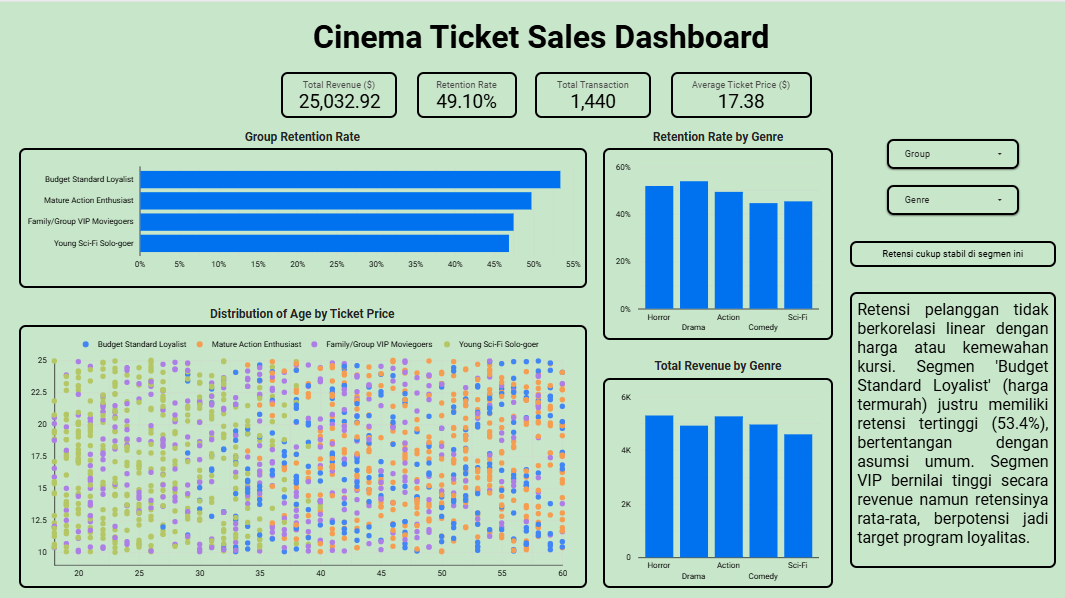 Cinema Ticket Sales Dashboard
Total Revenue ($)
25,032.92
Retention Rate
49.10%
Total Transaction
1,440
Average Ticket Price ($)
17.38
Group Retention Rate
Budget Standard Loyalist
Mature Action Enthusiast
Family/Group VIP Moviegoers
Young Sci-Fi Solo-goer
0% 5% 10% 15% 20% 25% 30% 35% 40% 45% 50% 55%
Retention Rate by Genre
60%
40%
20%
0%
Horror Drama Action Comedy Sci-Fi
Group
Genre
Retensi cukup stabil di segmen ini
Distribution of Age by Ticket Price
Budget Standard Loyalist Mature Action Enthusiast Family/Group VIP Moviegoers Young Sci-Fi Solo-goer
25
22.5
20
17.5
15
12.5
10
20 25 30 35 40 45 50 55 60
Total Revenue by Genre
6K
4K
2K
0
Horror Drama Action Comedy Sci-Fi
Retensi pelanggan tidak
berkorelasi linear dengan
harga atau kemewahan
kursi. Segmen 'Budget
Standard Loyalist' (harga
termurah) justru memiliki
retensi tertinggi (53.4%),
bertentangan dengan
asumsi umum. Segmen
VIP bernilai tinggi secara
revenue namun retensinya
rata-rata, berpotensi jadi
target program loyalitas.